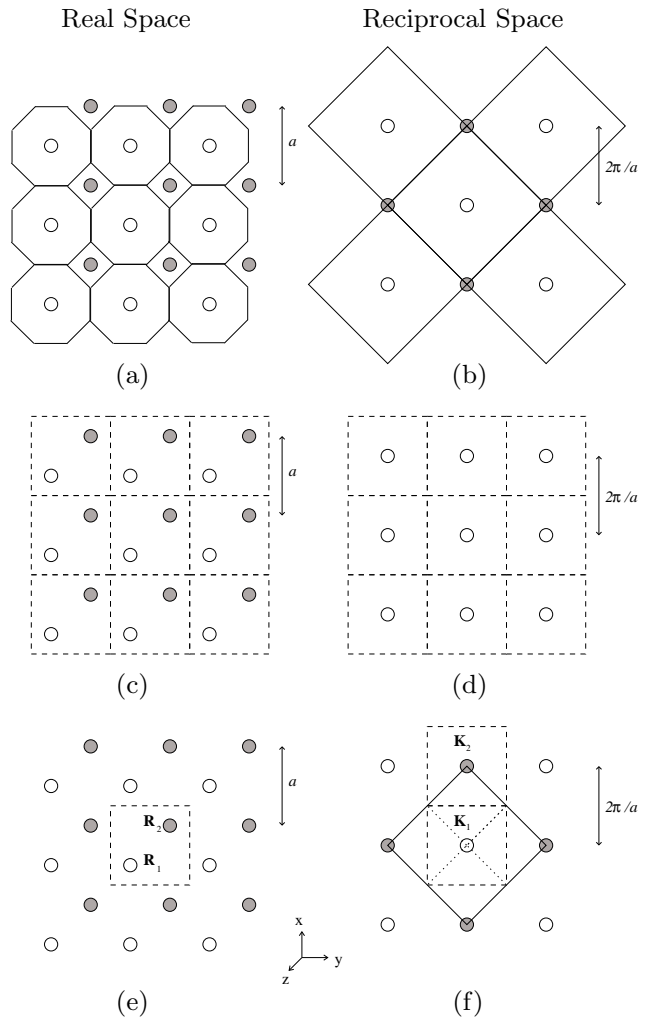 Real Space Reciprocal Space
a
2π/a
(a) (b)
a
2π/a
(c) (d)
K₂
a
2π/a
R₂ K₁
R₁
x
y
z
(e) (f)